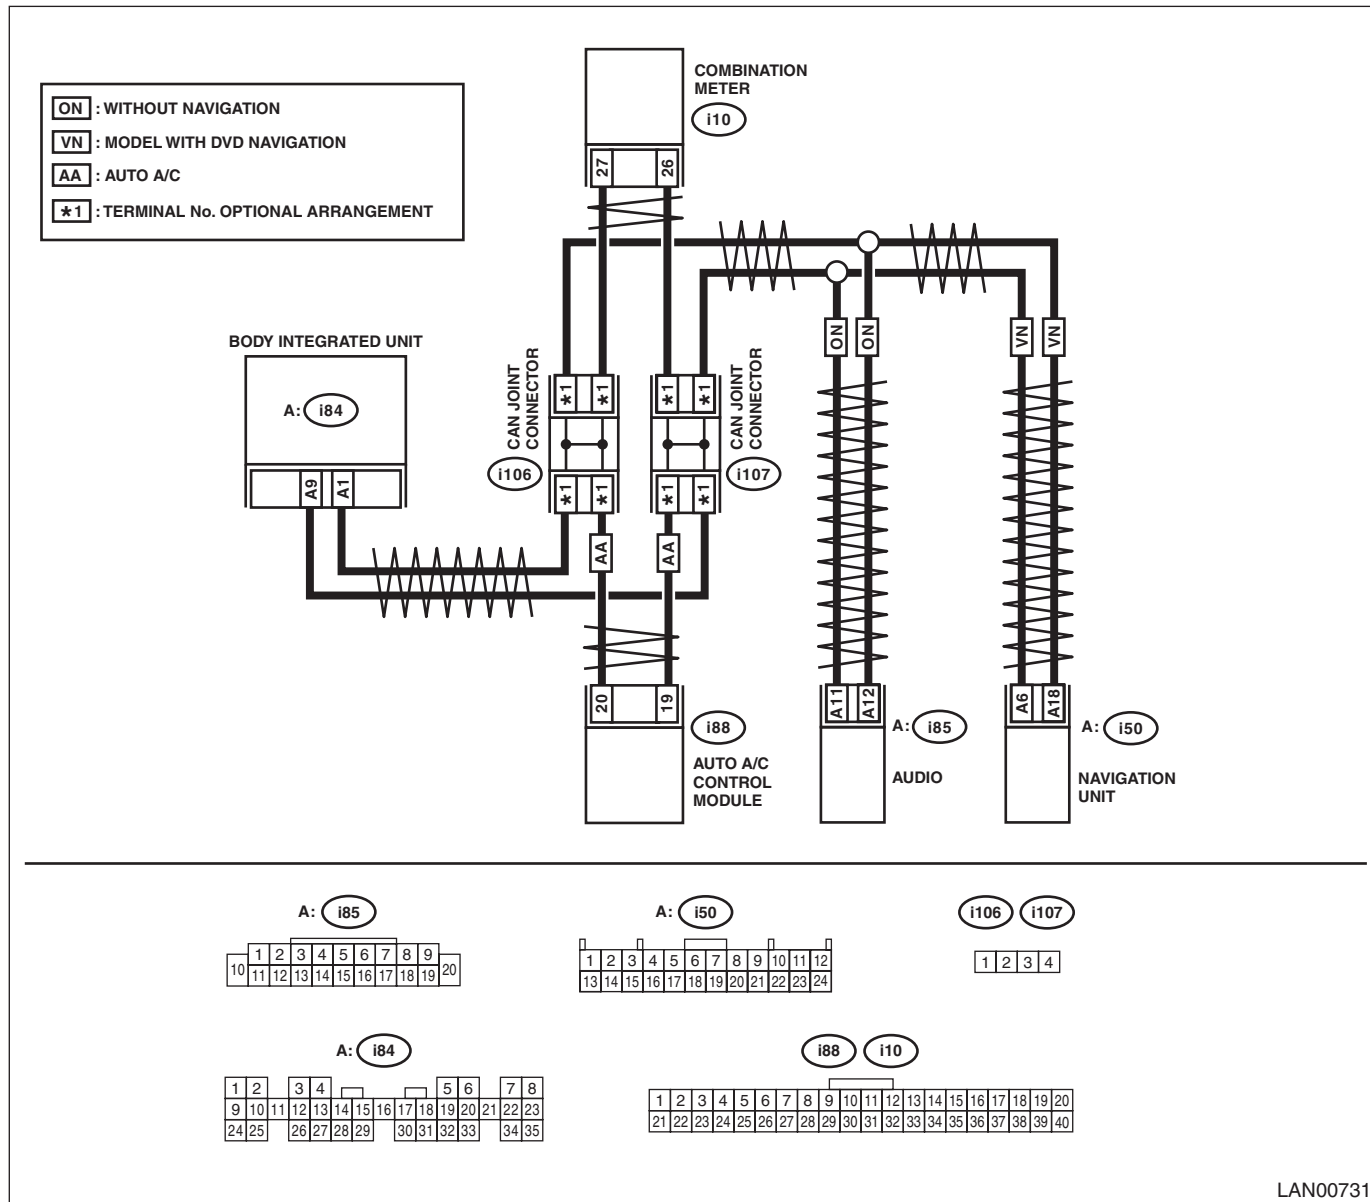 COMBINATION
METER
i10
ON : WITHOUT NAVIGATION
VN : MODEL WITH DVD NAVIGATION
AA : AUTO A/C
*1 : TERMINAL No. OPTIONAL ARRANGEMENT
27 26
BODY INTEGRATED UNIT
A: i84
A9 A1
CAN JOINT
CONNECTOR
i106
*1 *1
*1 *1
*1 *1
*1 *1
CAN JOINT
CONNECTOR
i107
ON ON VN VN
AA AA
20 19
i88
AUTO A/C
CONTROL
MODULE
A11 A12
A: i85
AUDIO
A6 A18
A: i50
NAVIGATION
UNIT
A: i85
1 2 3 4 5 6 7 8 9
10 20
11 12 13 14 15 16 17 18 19
A: i50
1 2 3 4 5 6 7 8 9 10 11 12
13 14 15 16 17 18 19 20 21 22 23 24
i106 i107
1 2 3 4
A: i84
1 2 3 4 5 6 7 8
9 10 11 12 13 14 15 16 17 18 19 20 21 22 23
24 25 26 27 28 29 30 31 32 33 34 35
i88 i10
1 2 3 4 5 6 7 8 9 10 11 12 13 14 15 16 17 18 19 20
21 22 23 24 25 26 27 28 29 30 31 32 33 34 35 36 37 38 39 40
LAN00731